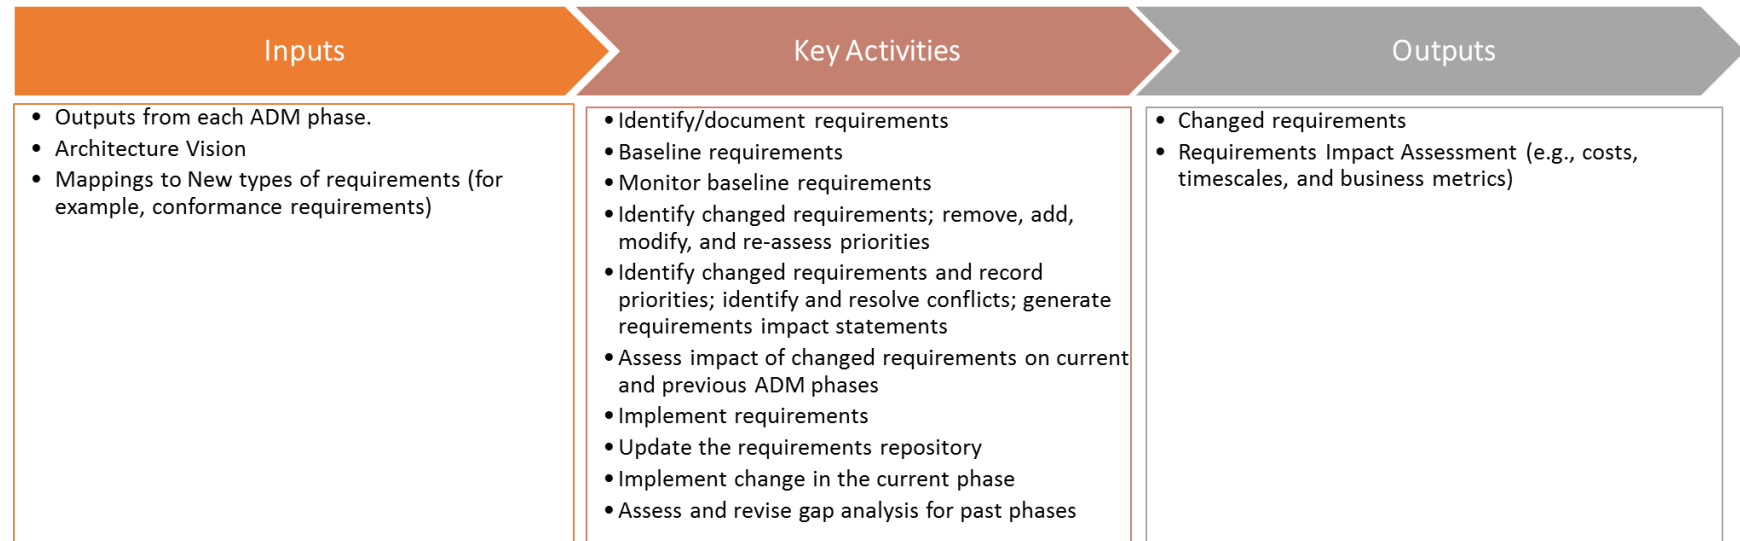 Inputs
Key Activities
Outputs
• Outputs from each ADM phase.
• Architecture Vision
• Mappings to New types of requirements (for
example, conformance requirements)
• Identify/document requirements
• Baseline requirements
• Monitor baseline requirements
• Identify changed requirements; remove, add,
modify, and re-assess priorities
• Identify changed requirements and record
priorities; identify and resolve conflicts; generate
requirements impact statements
• Assess impact of changed requirements on current
and previous ADM phases
• Implement requirements
• Update the requirements repository
• Implement change in the current phase
• Assess and revise gap analysis for past phases
• Changed requirements
• Requirements Impact Assessment (e.g., costs,
timescales, and business metrics)